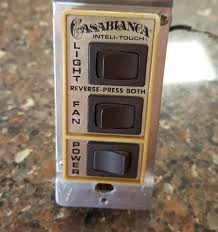 CASABLANCA
INTELI-TOUCH
LIGHT
REVERSE-PRESS BOTH
FAN
POWER